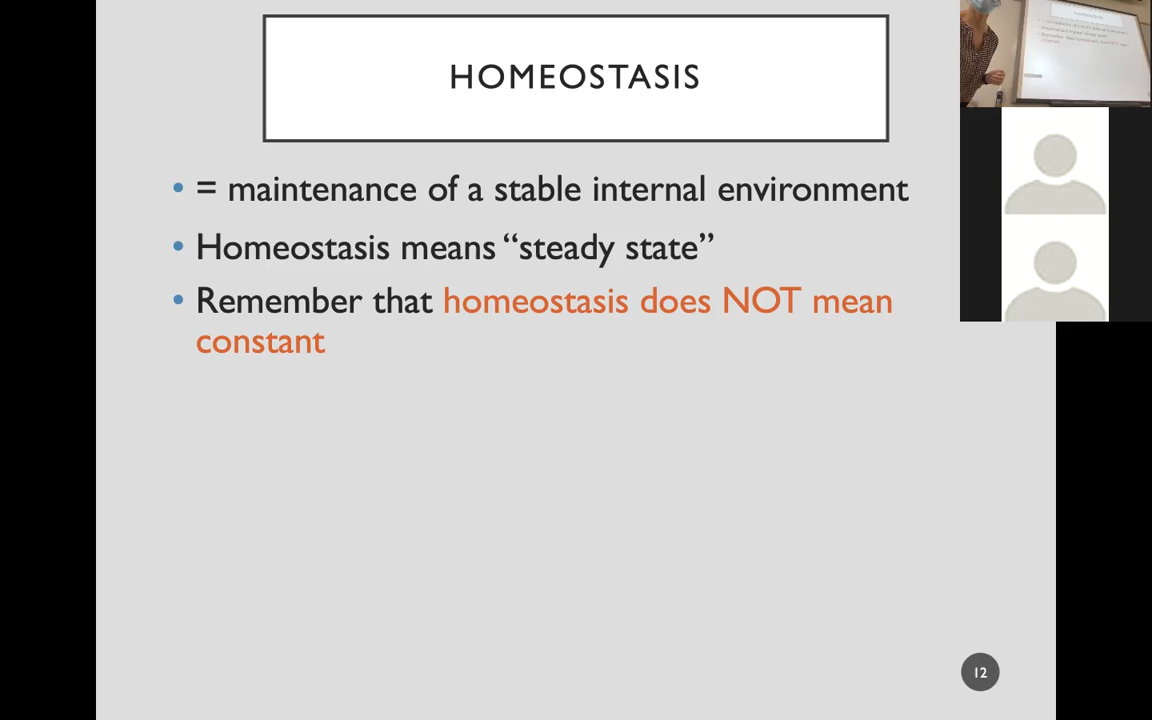 HOMEOSTASIS
• = maintenance of a stable internal environment
• Homeostasis means “steady state”
• Remember that homeostasis does NOT mean
constant
12